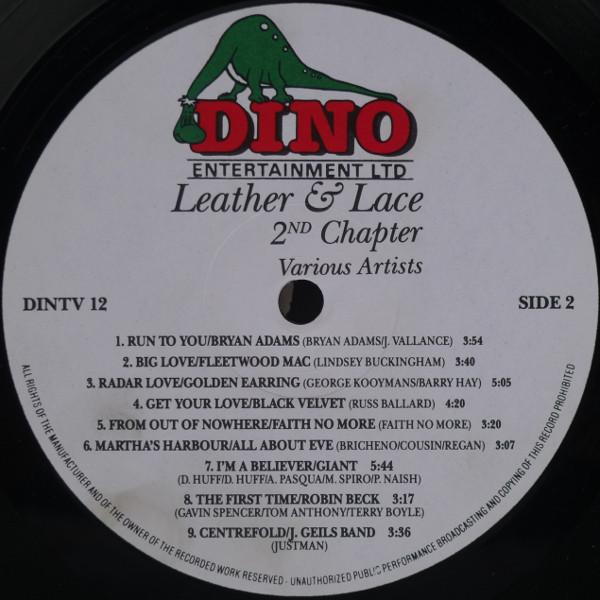 DINO
ENTERTAINMENT LTD
Leather & Lace
2ND Chapter
Various Artists
DINTV 12
SIDE 2
1. RUN TO YOU/BRYAN ADAMS (BRYAN ADAMS/J. VALLANCE) 3:54
2. BIG LOVE/FLEETWOOD MAC (LINDSEY BUCKINGHAM) 3:40
3. RADAR LOVE/GOLDEN EARRING (GEORGE KOOYMANS/BARRY HAY) 5:05
4. GET YOUR LOVE/BLACK VELVET (RUSS BALLARD) 4:20
5. FROM OUT OF NOWHERE/FAITH NO MORE (FAITH NO MORE) 3:20
6. MARTHA'S HARBOUR/ALL ABOUT EVE (BRICHENO/COUSIN/REGAN) 3:07
7. I'M A BELIEVER/GIANT 5:44
(D. HUFF/D. HUFF/A. PASQUA/M. SPIRO/P. NAISH)
8. THE FIRST TIME/ROBIN BECK 3:17
(GAVIN SPENCER/TOM ANTHONY/TERRY BOYLE)
9. CENTREFOLD/J. GEILS BAND 3:36
(JUSTMAN)
ALL RIGHTS OF THE MANUFACTURER AND OF THE OWNER OF THE RECORDED WORK RESERVED - UNAUTHORIZED PUBLIC PERFORMANCE BROADCASTING AND COPYING OF THIS RECORD PROHIBITED